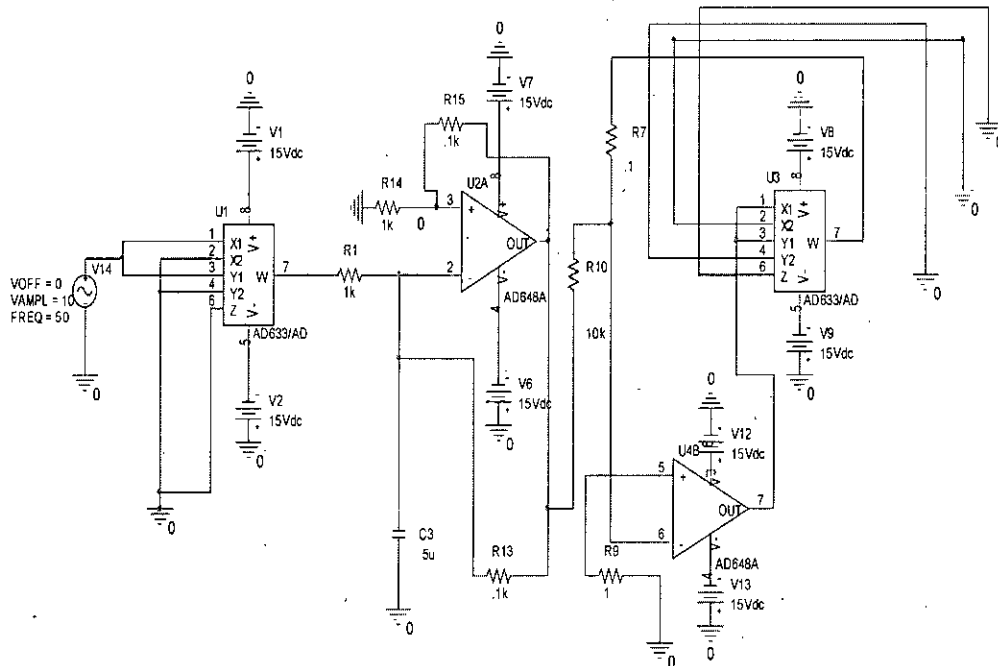 0
0
V7
15Vdc
R15
.1k
0
V1
15Vdc
R14
1k
0
8
U2A
3
+
2
-
V+
OUT
V-
4
AD648A
U1
8
1
2
3
4
6
X1
X2
Y1
Y2
Z
V+
W
7
V-
5
AD633/AD
R1
1k
V14
VOFF = 0
VAMPL = 10
FREQ = 50
0
V2
15Vdc
0
0
V6
15Vdc
0
C3
.5u
0
R13
.1k
R10
10k
R7
.1
0
V8
15Vdc
8
U3
1
2
3
4
6
X1
X2
Y1
Y2
Z
V+
W
7
V-
5
AD633/AD
V9
15Vdc
0
0
0
0
0
V12
15Vdc
U4B
5
+
6
-
OUT
7
V-
4
AD648A
V13
15Vdc
0
R9
1
0